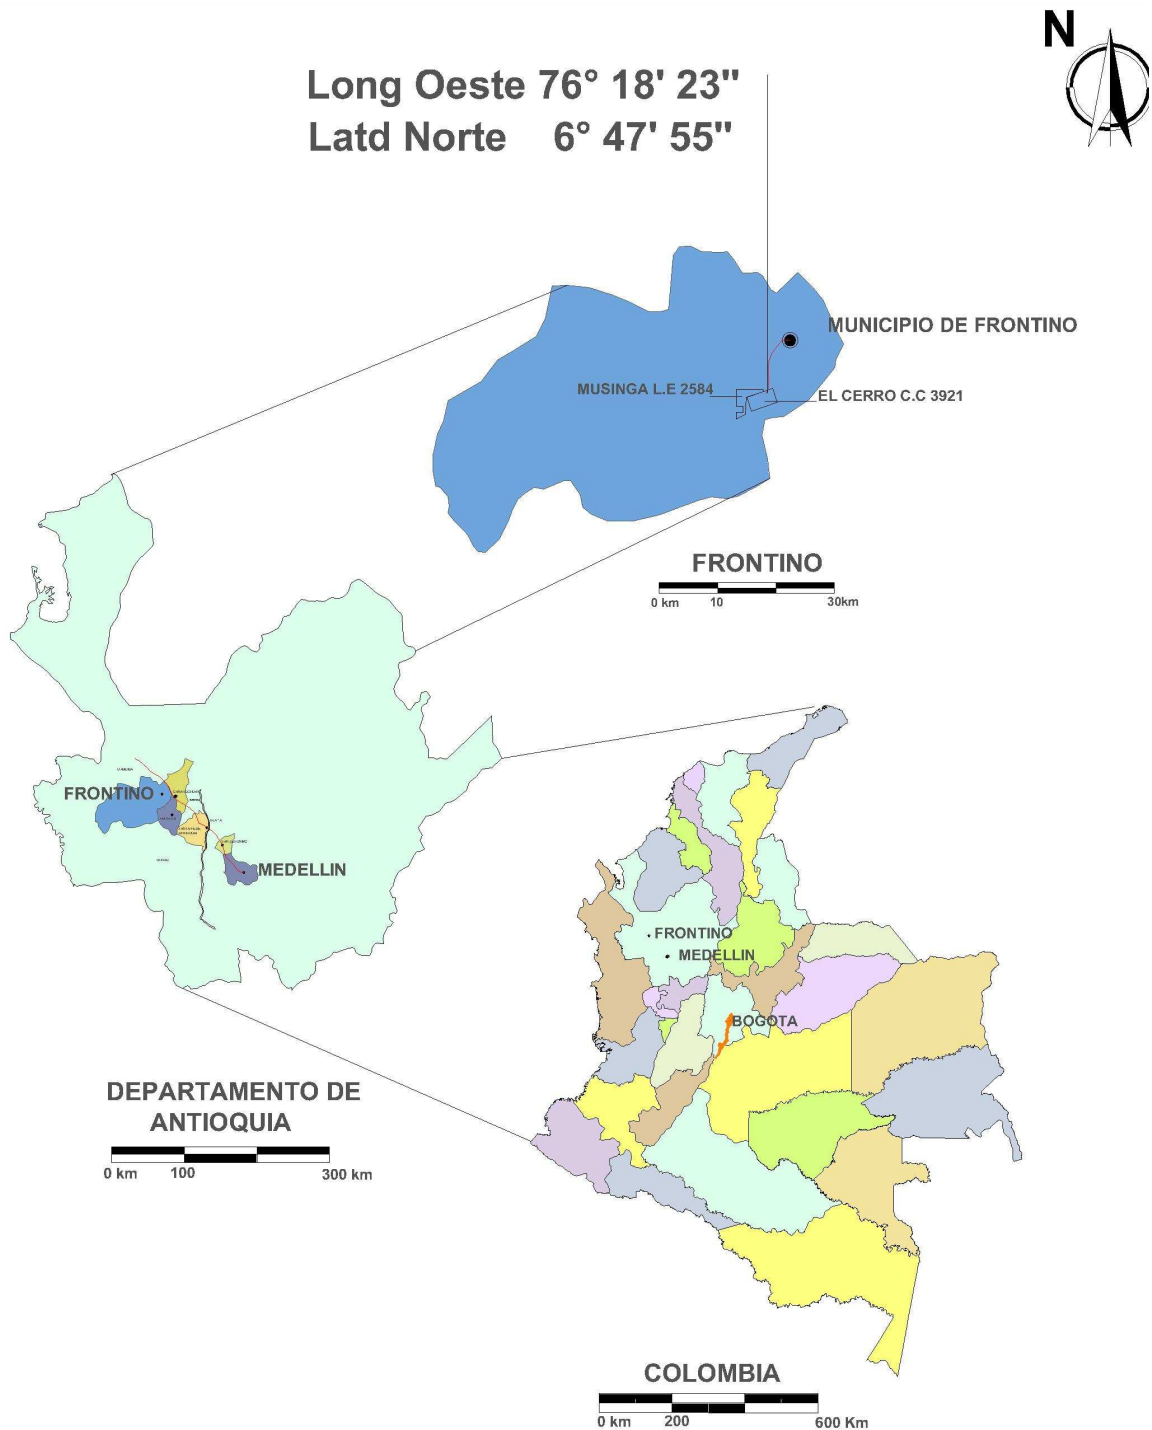 N
Long Oeste 76° 18' 23"
Latd Norte 6° 47' 55"
MUNICIPIO DE FRONTINO
MUSINGA L.E 2584
EL CERRO C.C 3921
FRONTINO
0 km 10 30km
FRONTINO
MEDELLIN
FRONTINO
MEDELLIN
BOGOTA
DEPARTAMENTO DE
ANTIOQUIA
0 km 100 300 km
COLOMBIA
0 km 200 600 Km